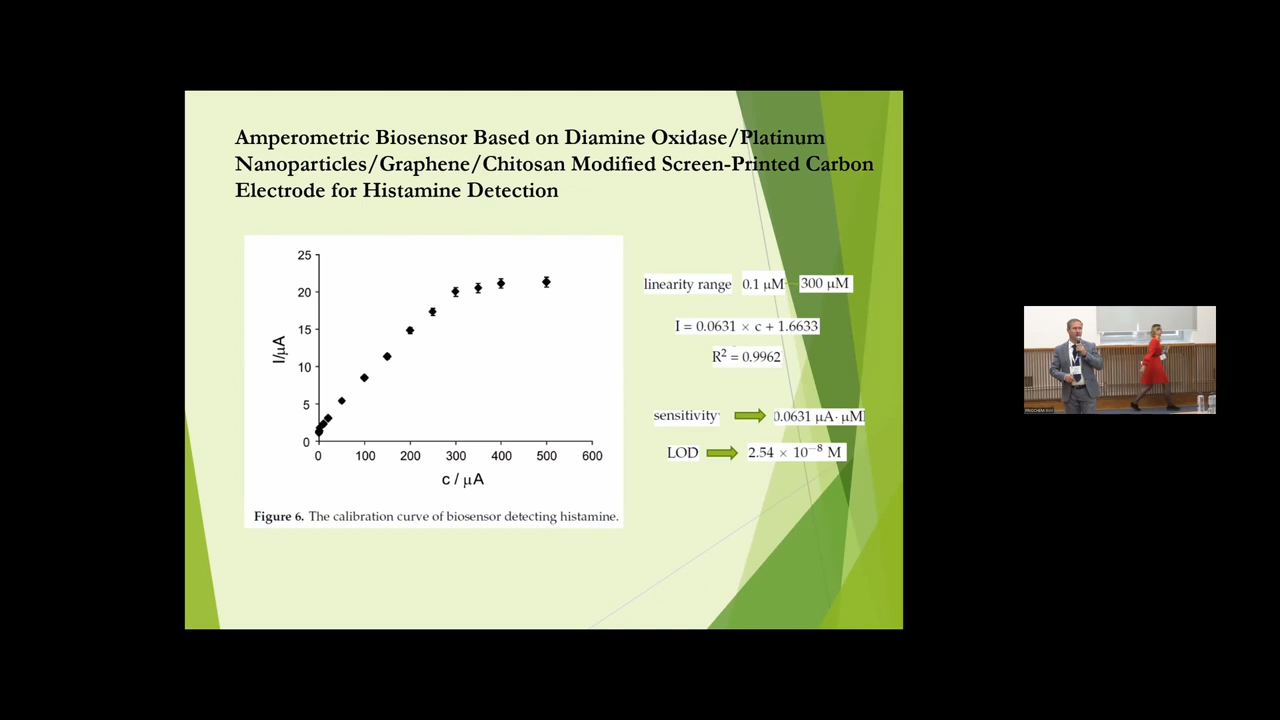 Amperometric Biosensor Based on Diamine Oxidase/Platinum
Nanoparticles/Graphene/Chitosan Modified Screen-Printed Carbon
Electrode for Histamine Detection
25
20
15
10
5
0
I/μA
0 100 200 300 400 500 600
c / μA
Figure 6. The calibration curve of biosensor detecting histamine.
linearity range 0.1 μM 300 μM
I = 0.0631 × c + 1.6633
R² = 0.9962
sensitivity 0.0631 μA·μM
LOD 2.54 × 10⁻⁸ M